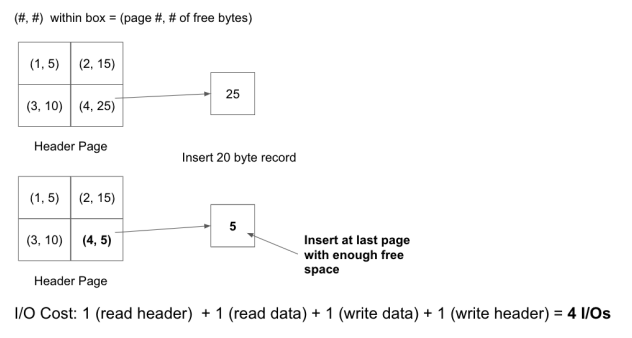 (#, #) within box = (page #, # of free bytes)
(1, 5) (2, 15)
(3, 10) (4, 25)
25
Header Page
Insert 20 byte record
(1, 5) (2, 15)
(3, 10) (4, 5)
5
Insert at last page
with enough free
space
Header Page
I/O Cost: 1 (read header) + 1 (read data) + 1 (write data) + 1 (write header) = 4 I/Os